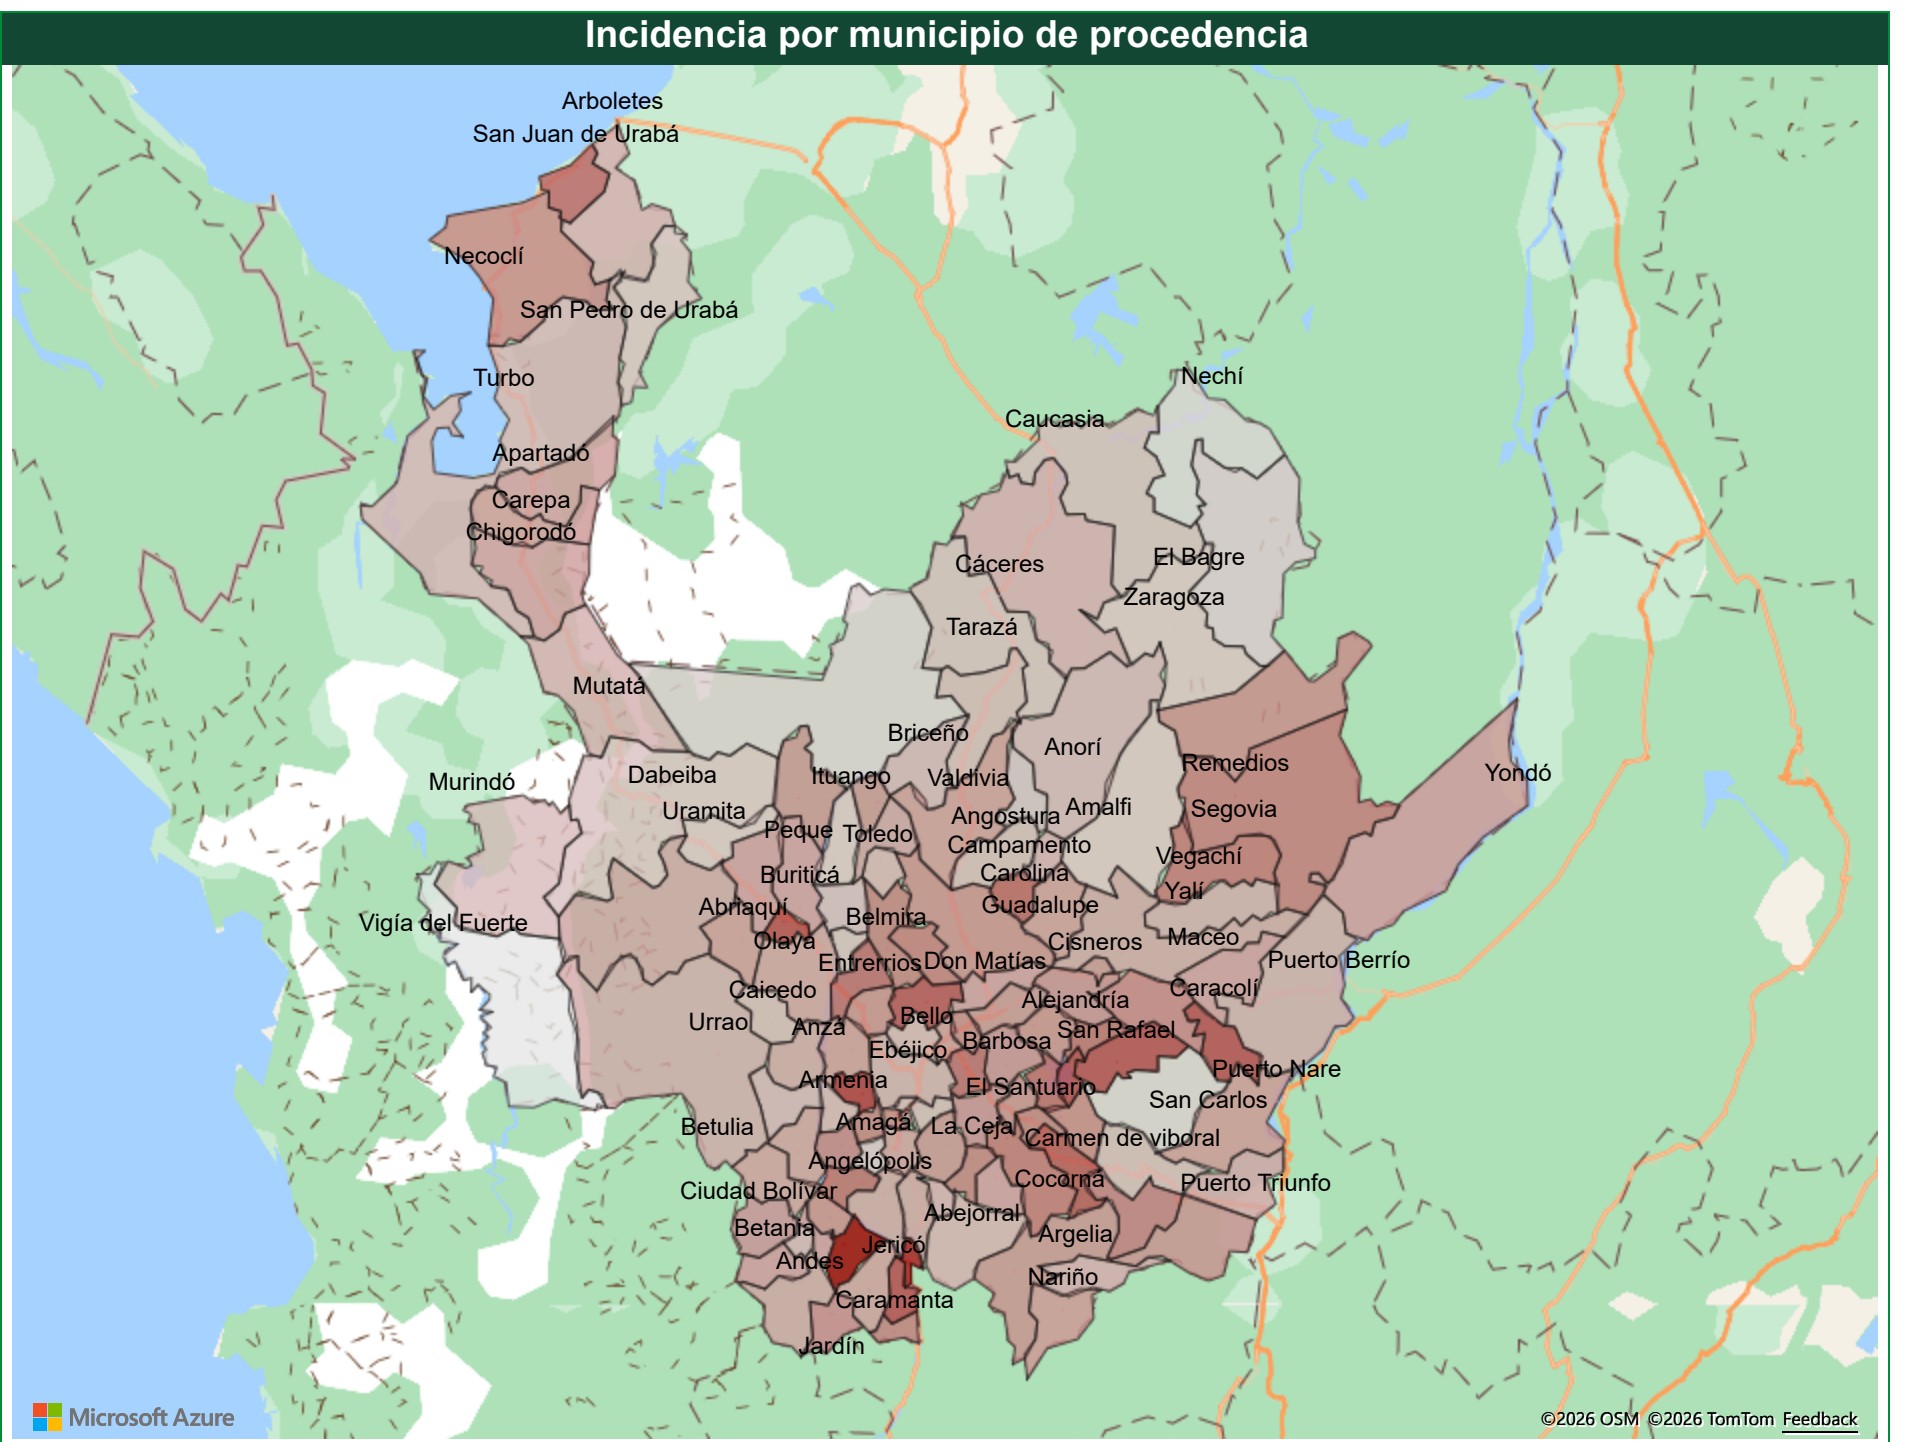 Incidencia por municipio de procedencia
Arboletes
San Juan de Urabá
Necoclí
San Pedro de Urabá
Turbo
Nechí
Caucasia
Apartadó
Carepa
Chigorodó
Cáceres
El Bagre
Zaragoza
Tarazá
Mutatá
Briceño
Anorí
Remedios
Yondó
Murindó
Dabeiba
Ituango
Valdivia
Uramita
Angostura
Amalfi
Segovia
Peque
Toledo
Campamento
Vegachí
Buriticá
Carolina
Yalí
Abriaquí
Belmira
Guadalupe
Vigía del Fuerte
Olaya
Cisneros
Maceo
Entrerrios
Don Matías
Puerto Berrío
Caicedo
Alejandría
Caracolí
Urrao
Anzá
Bello
San Rafael
Barbosa
Ebéjico
Puerto Nare
Armenia
El Santuario
San Carlos
Betulia
Amagá
La Ceja
Carmen de viboral
Angelópolis
Cocorná
Puerto Triunfo
Ciudad Bolívar
Abejorral
Betania
Argelia
Jericó
Andes
Nariño
Caramanta
Jardín
Microsoft Azure
©2026 OSM ©2026 TomTom Feedback